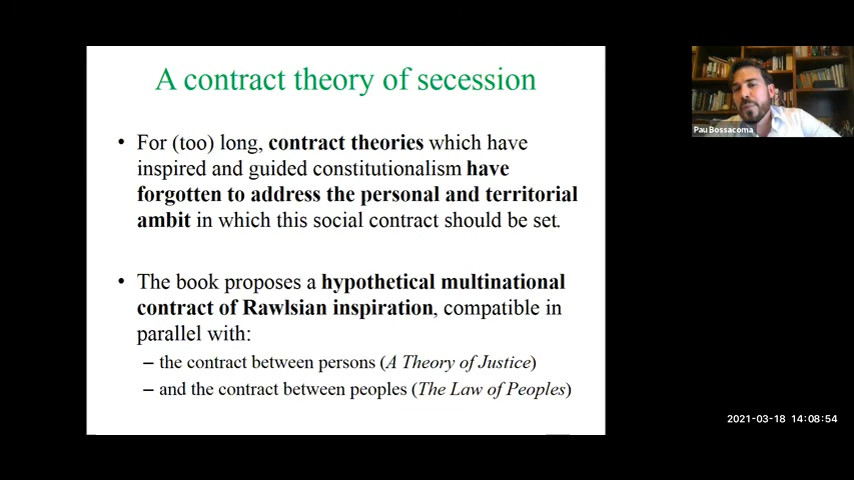 A contract theory of secession
• For (too) long, contract theories which have
inspired and guided constitutionalism have
forgotten to address the personal and territorial
ambit in which this social contract should be set.
• The book proposes a hypothetical multinational
contract of Rawlsian inspiration, compatible in
parallel with:
– the contract between persons (A Theory of Justice)
– and the contract between peoples (The Law of Peoples)
Pau Bossacoma
2021-03-18 14:08:54